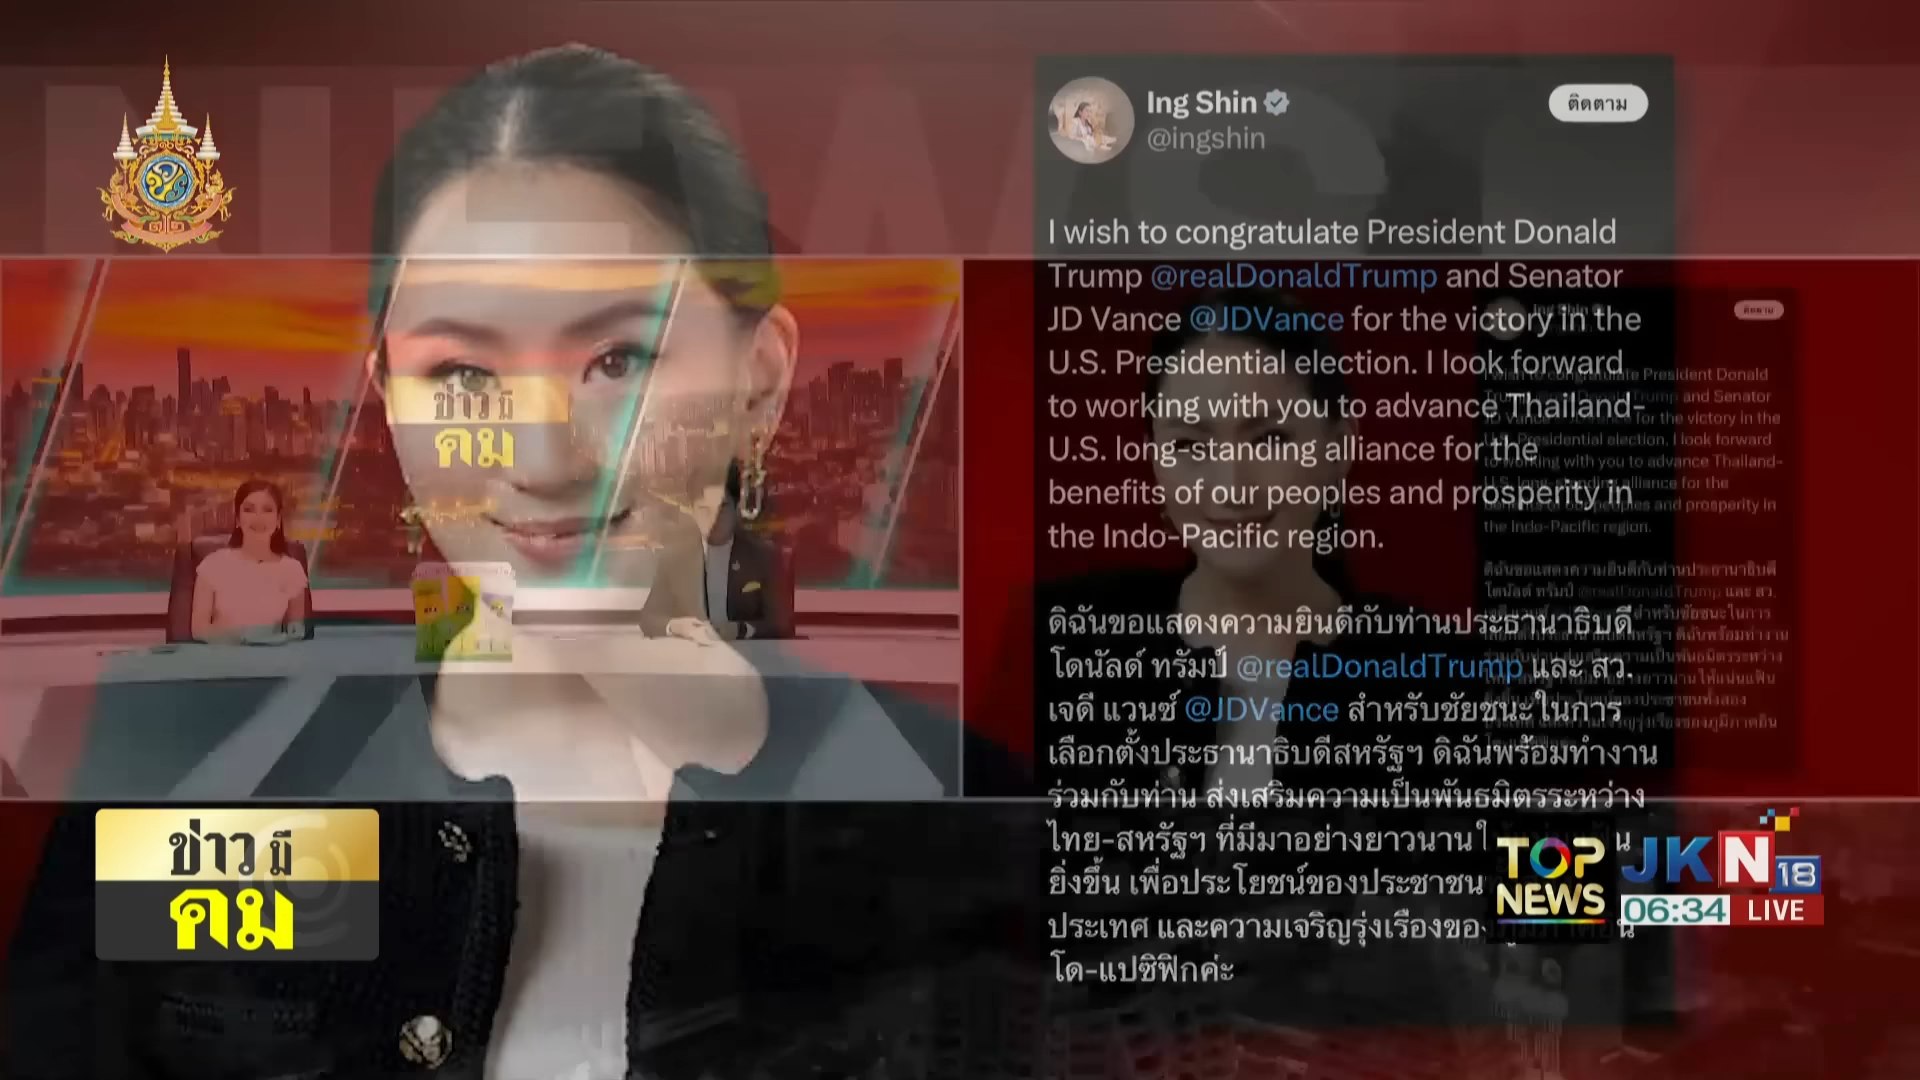 NEWS
Ing Shin
@ingshin
ติดตาม
I wish to congratulate President Donald
Trump @realDonaldTrump and Senator
JD Vance @JDVance for the victory in the
U.S. Presidential election. I look forward
to working with you to advance Thailand-
U.S. long-standing alliance for the
benefits of our peoples and prosperity in
the Indo-Pacific region.
ดิฉันขอแสดงความยินดีกับท่านประธานาธิบดี
โดนัลด์ ทรัมป์ @realDonaldTrump และ สว.
เจดี แวนซ์ @JDVance สำหรับชัยชนะในการ
เลือกตั้งประธานาธิบดีสหรัฐฯ ดิฉันพร้อมทำงาน
ร่วมกับท่าน ส่งเสริมความเป็นพันธมิตรระหว่าง
ไทย-สหรัฐฯ ที่มีมาอย่างยาวนาน
ยิ่งขึ้น เพื่อประโยชน์ของประชาชน
ประเทศ และความเจริญรุ่งเรืองของ
โด-แปซิฟิกค่ะ
ข่าวมี
คม
ข่าวมี
คม
TOP
NEWS
JKN
18
06:34 LIVE